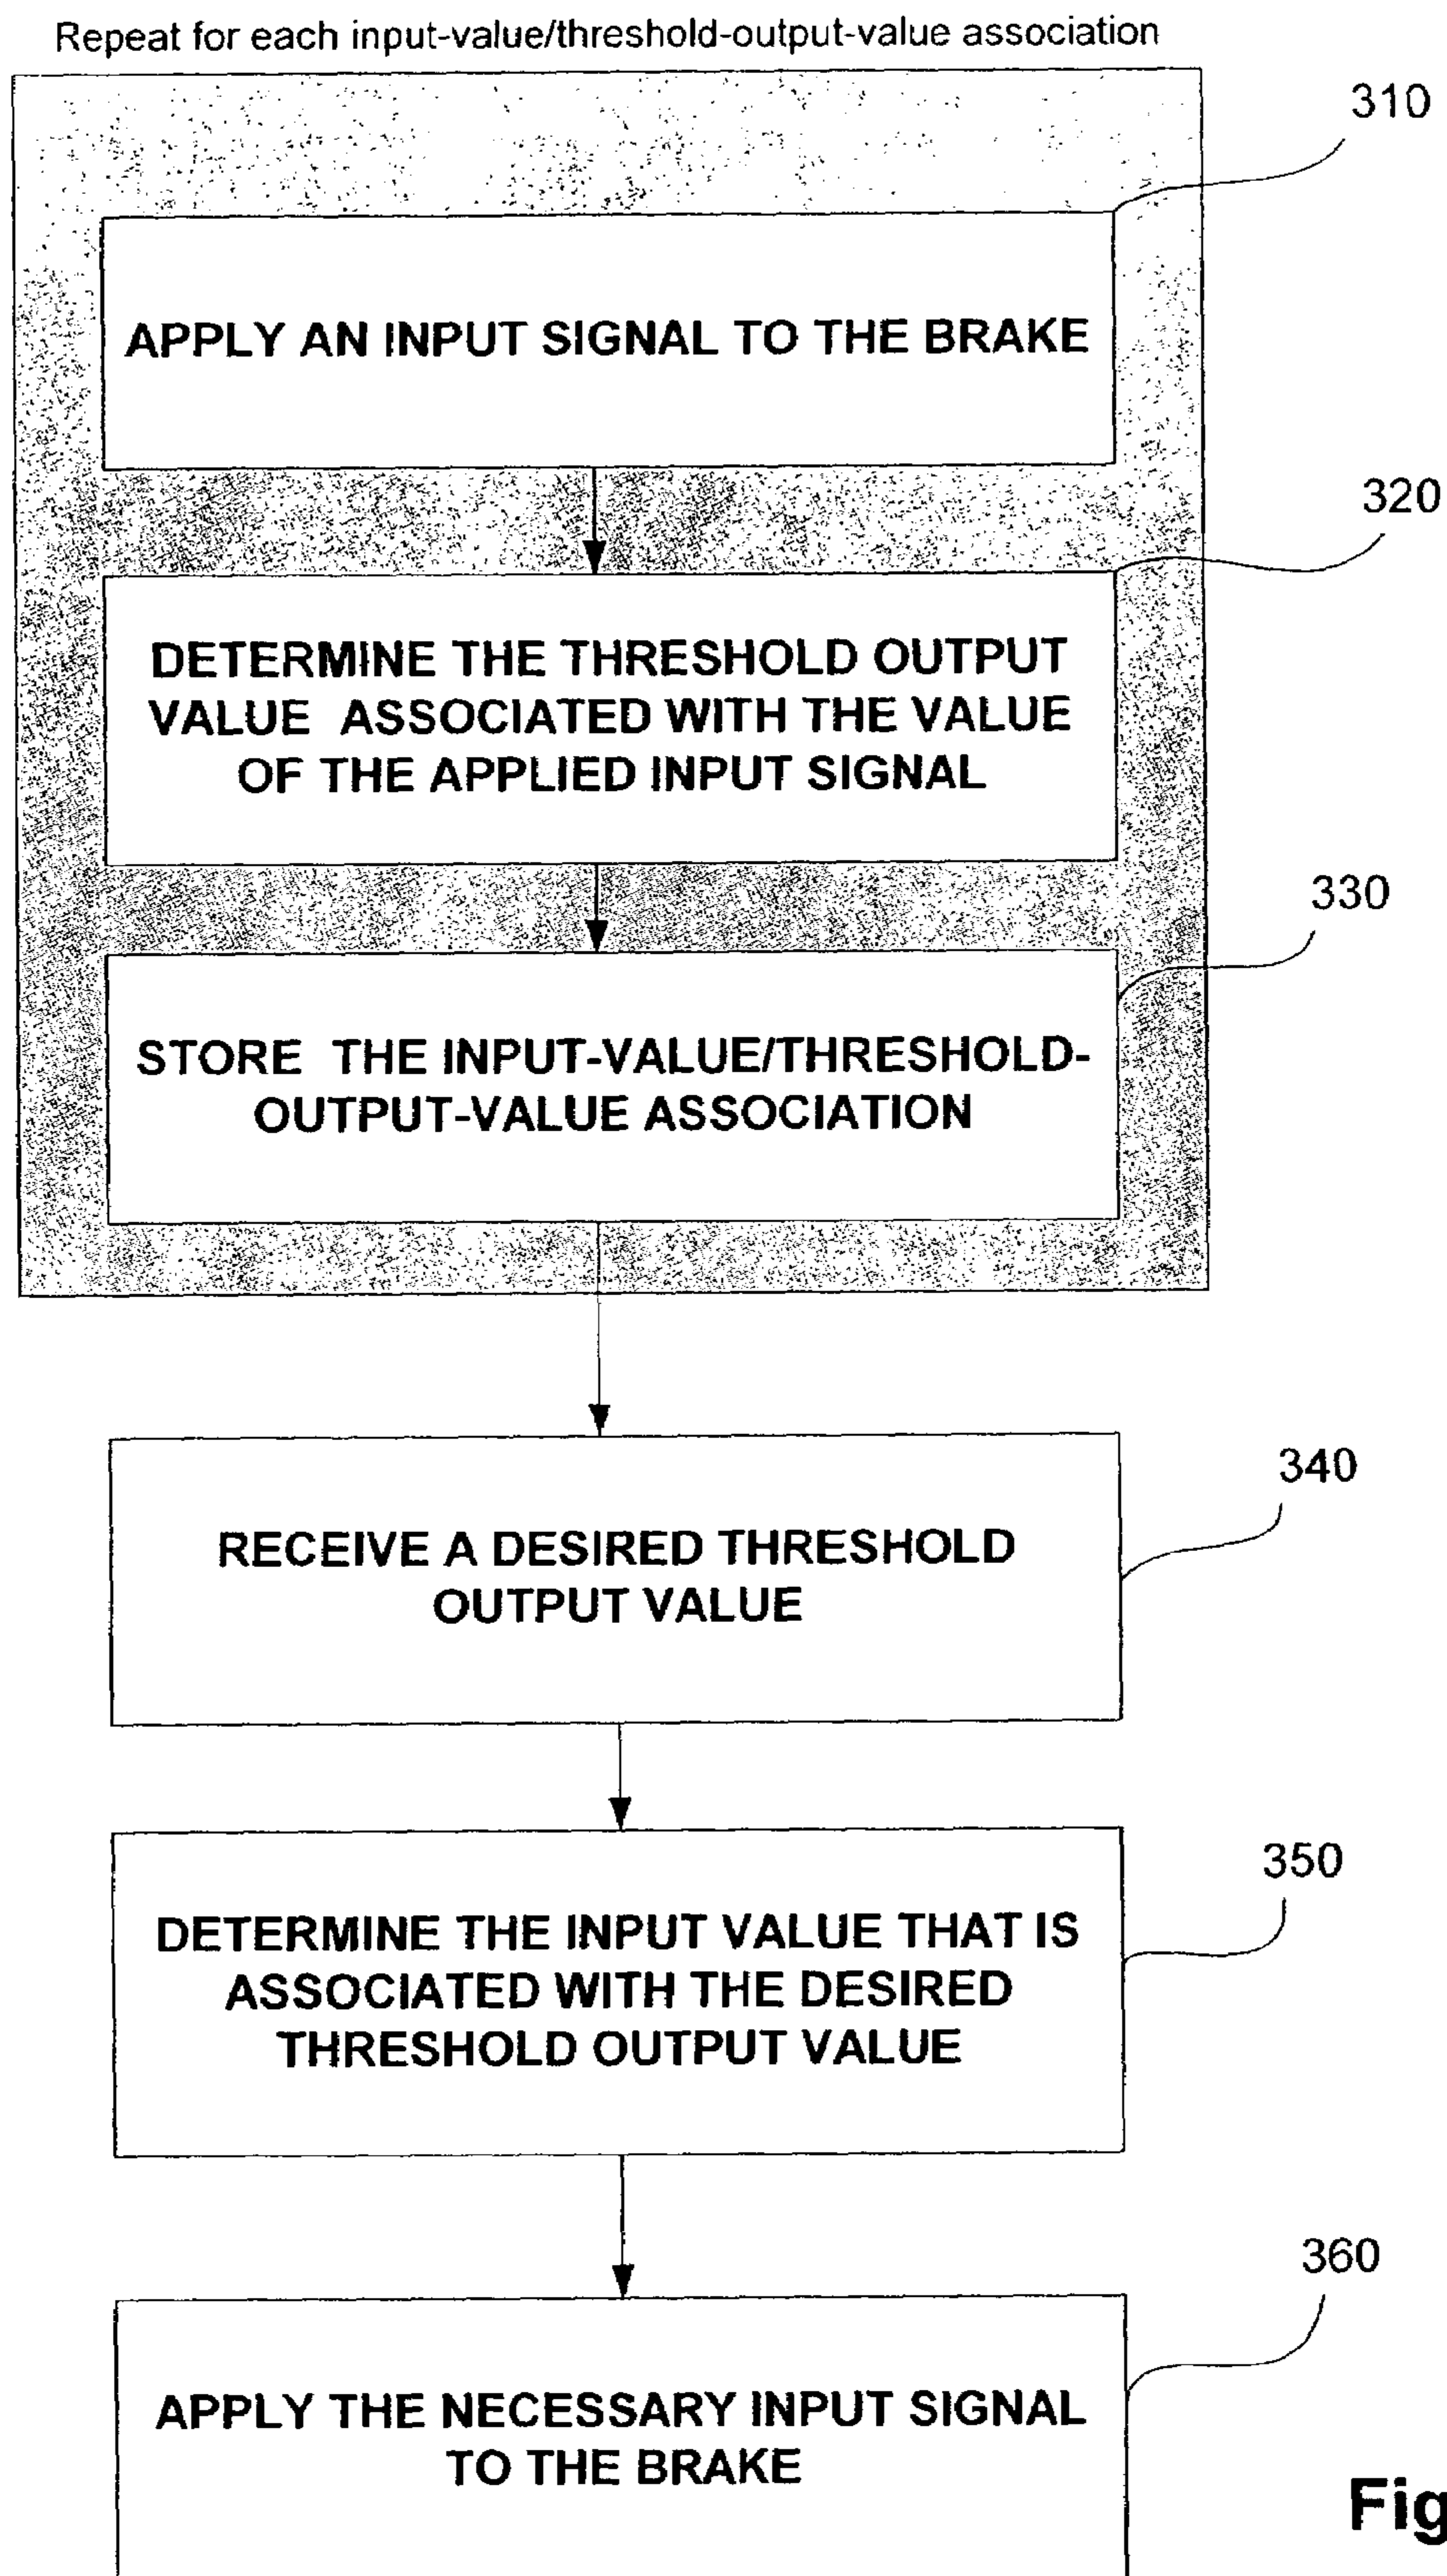 Repeat for each input-value/threshold-output-value association
310
APPLY AN INPUT SIGNAL TO THE BRAKE
320
DETERMINE THE THRESHOLD OUTPUT
VALUE ASSOCIATED WITH THE VALUE
OF THE APPLIED INPUT SIGNAL
330
STORE THE INPUT-VALUE/THRESHOLD-
OUTPUT-VALUE ASSOCIATION
340
RECEIVE A DESIRED THRESHOLD
OUTPUT VALUE
350
DETERMINE THE INPUT VALUE THAT IS
ASSOCIATED WITH THE DESIRED
THRESHOLD OUTPUT VALUE
360
APPLY THE NECESSARY INPUT SIGNAL
TO THE BRAKE
Fig